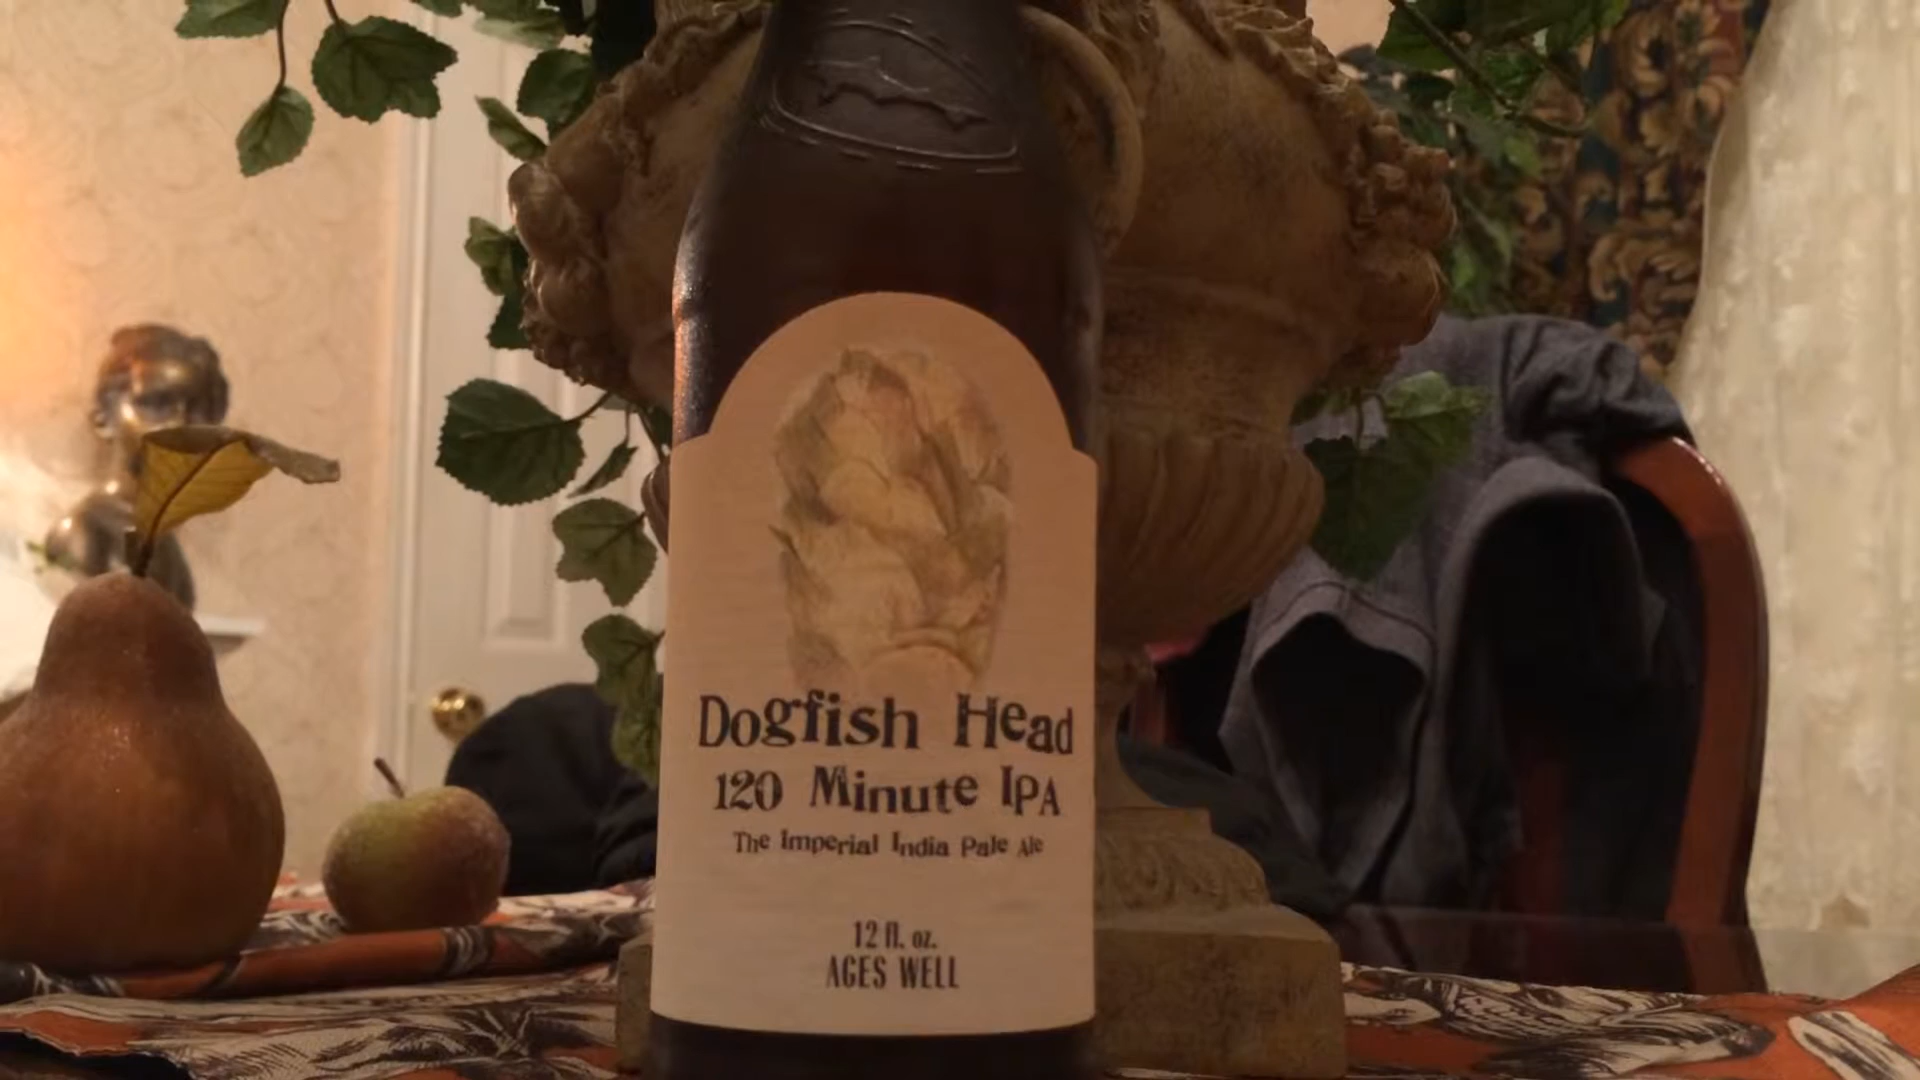 Dogfish Head
120 Minute IPA
The Imperial India Pale Ale
12 fl. oz.
AGES WELL